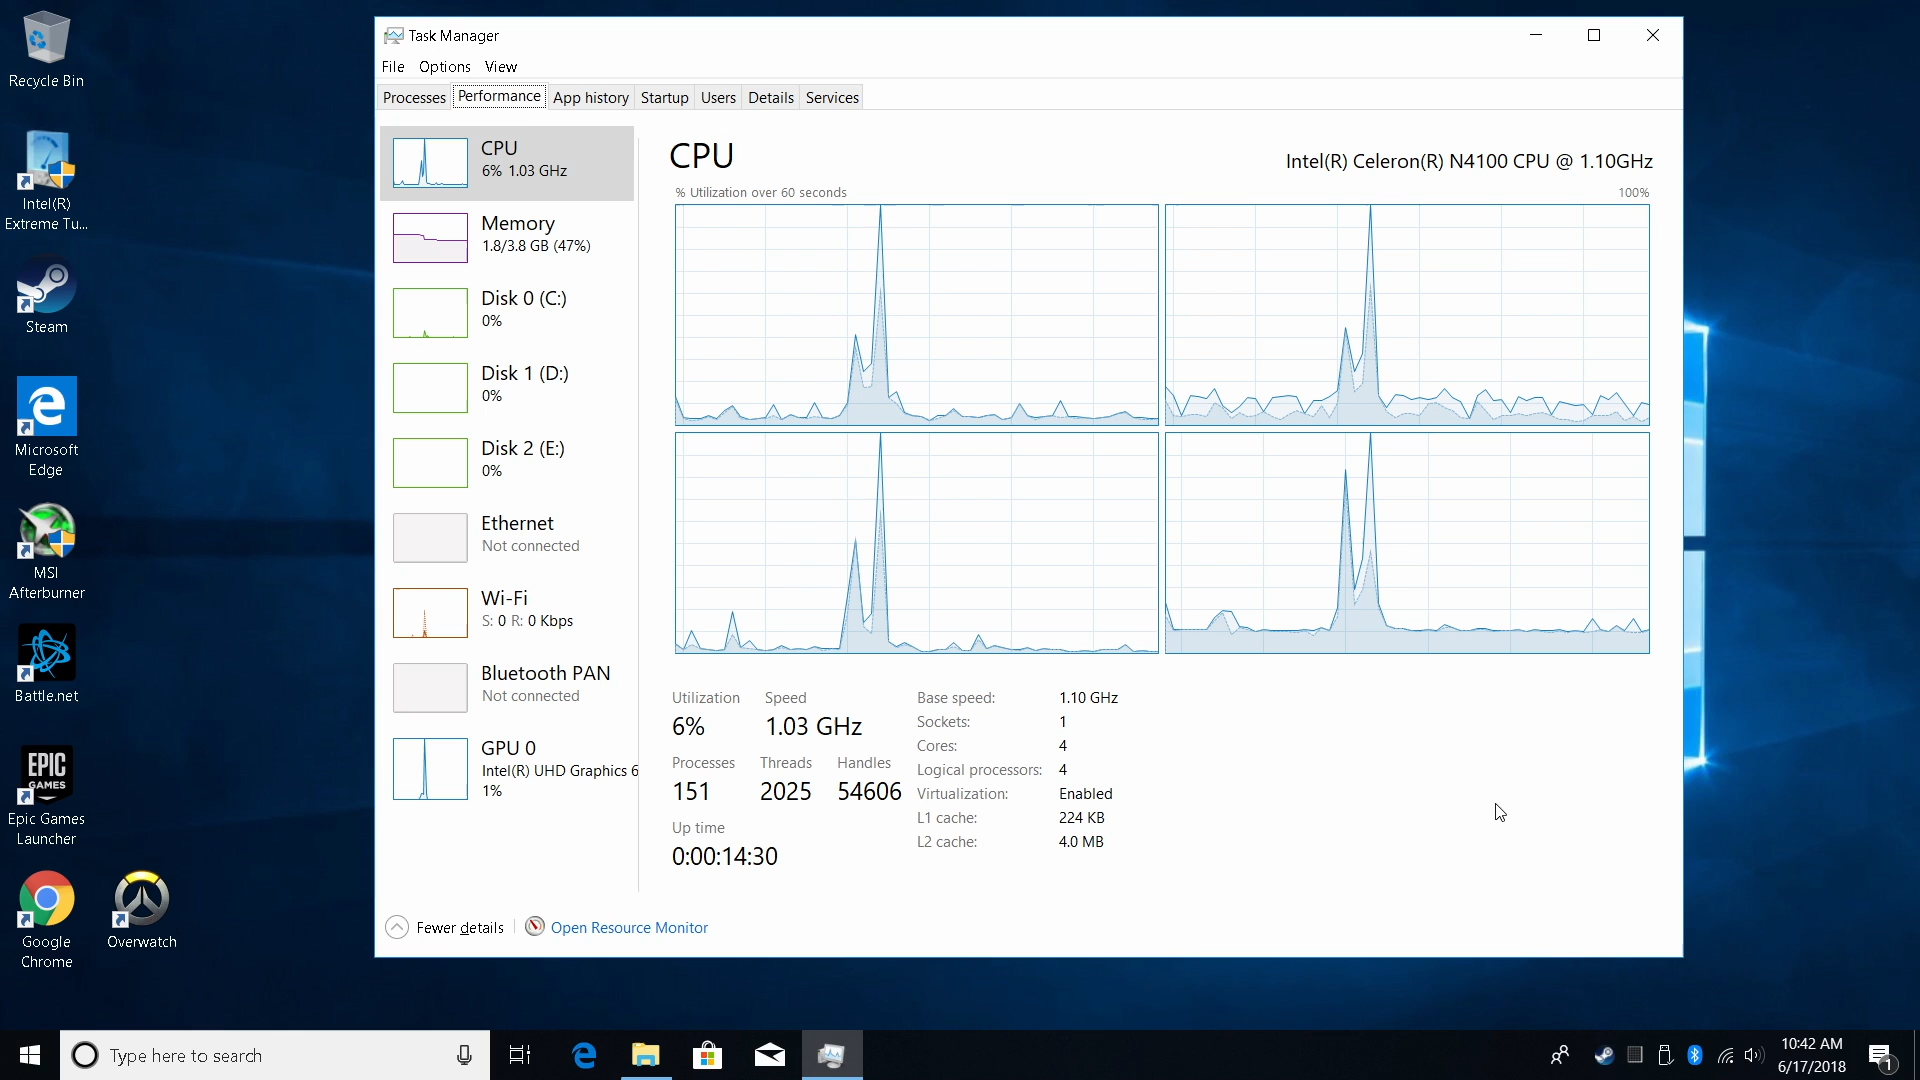 Recycle Bin
Intel(R)
Extreme Tu...
Steam
Microsoft
Edge
MSI
Afterburner
Battle.net
EPIC
GAMES
Epic Games
Launcher
Google
Chrome
Overwatch
Task Manager
File Options View
Processes Performance App history Startup Users Details Services
CPU
6% 1.03 GHz
Memory
1.8/3.8 GB (47%)
Disk 0 (C:)
0%
Disk 1 (D:)
0%
Disk 2 (E:)
0%
Ethernet
Not connected
Wi-Fi
S: 0 R: 0 Kbps
Bluetooth PAN
Not connected
GPU 0
Intel(R) UHD Graphics 6
1%
CPU
Intel(R) Celeron(R) N4100 CPU @ 1.10GHz
% Utilization over 60 seconds 100%
Utilization Speed
6% 1.03 GHz
Processes Threads Handles
151 2025 54606
Up time
0:00:14:30
Base speed: 1.10 GHz
Sockets: 1
Cores: 4
Logical processors: 4
Virtualization: Enabled
L1 cache: 224 KB
L2 cache: 4.0 MB
Fewer details
Open Resource Monitor
Type here to search
10:42 AM
6/17/2018
1